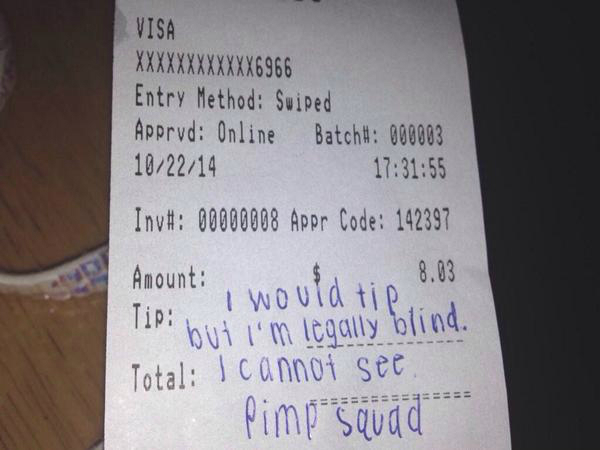 VISA
XXXXXXXXXXXX6966
Entry Method: Swiped
Apprvd: Online Batch#: 000003
10/22/14 17:31:55
Inv#: 00000008 Appr Code: 142397
Amount: $ 8.03
I would tip
Tip: but i'm legally blind.
Total: I cannot see.
Pimp squad